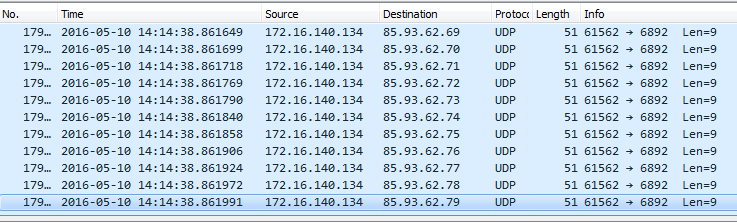 No. Time Source Destination Protoc Length Info
179… 2016-05-10 14:14:38.861649 172.16.140.134 85.93.62.69 UDP 51 61562 → 6892 Len=9
179… 2016-05-10 14:14:38.861699 172.16.140.134 85.93.62.70 UDP 51 61562 → 6892 Len=9
179… 2016-05-10 14:14:38.861718 172.16.140.134 85.93.62.71 UDP 51 61562 → 6892 Len=9
179… 2016-05-10 14:14:38.861769 172.16.140.134 85.93.62.72 UDP 51 61562 → 6892 Len=9
179… 2016-05-10 14:14:38.861790 172.16.140.134 85.93.62.73 UDP 51 61562 → 6892 Len=9
179… 2016-05-10 14:14:38.861840 172.16.140.134 85.93.62.74 UDP 51 61562 → 6892 Len=9
179… 2016-05-10 14:14:38.861858 172.16.140.134 85.93.62.75 UDP 51 61562 → 6892 Len=9
179… 2016-05-10 14:14:38.861906 172.16.140.134 85.93.62.76 UDP 51 61562 → 6892 Len=9
179… 2016-05-10 14:14:38.861924 172.16.140.134 85.93.62.77 UDP 51 61562 → 6892 Len=9
179… 2016-05-10 14:14:38.861972 172.16.140.134 85.93.62.78 UDP 51 61562 → 6892 Len=9
179… 2016-05-10 14:14:38.861991 172.16.140.134 85.93.62.79 UDP 51 61562 → 6892 Len=9